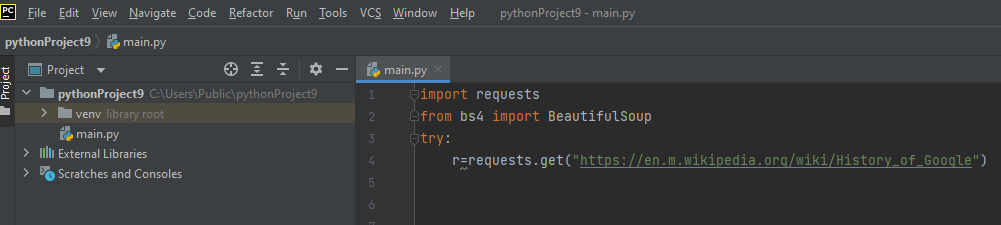 PC File Edit View Navigate Code Refactor Run Tools VCS Window Help pythonProject9 - main.py
pythonProject9 main.py
Project
Project
main.py
pythonProject9 C:\Users\Public\pythonProject9
venv library root
main.py
External Libraries
Scratches and Consoles
1 import requests
2 from bs4 import BeautifulSoup
3 try:
4 r=requests.get("https://en.m.wikipedia.org/wiki/History_of_Google")
5
6
7